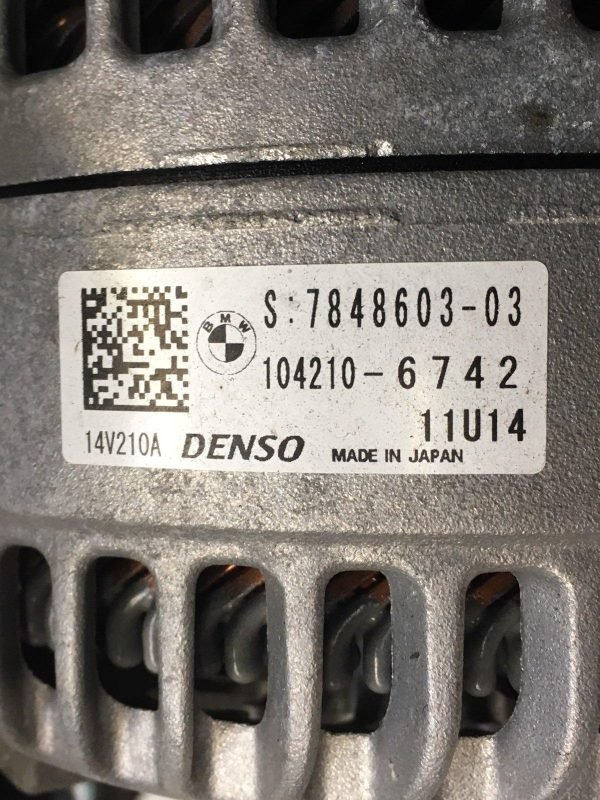 BMW
S:7848603-03
104210-6742
11U14
14V210A DENSO MADE IN JAPAN